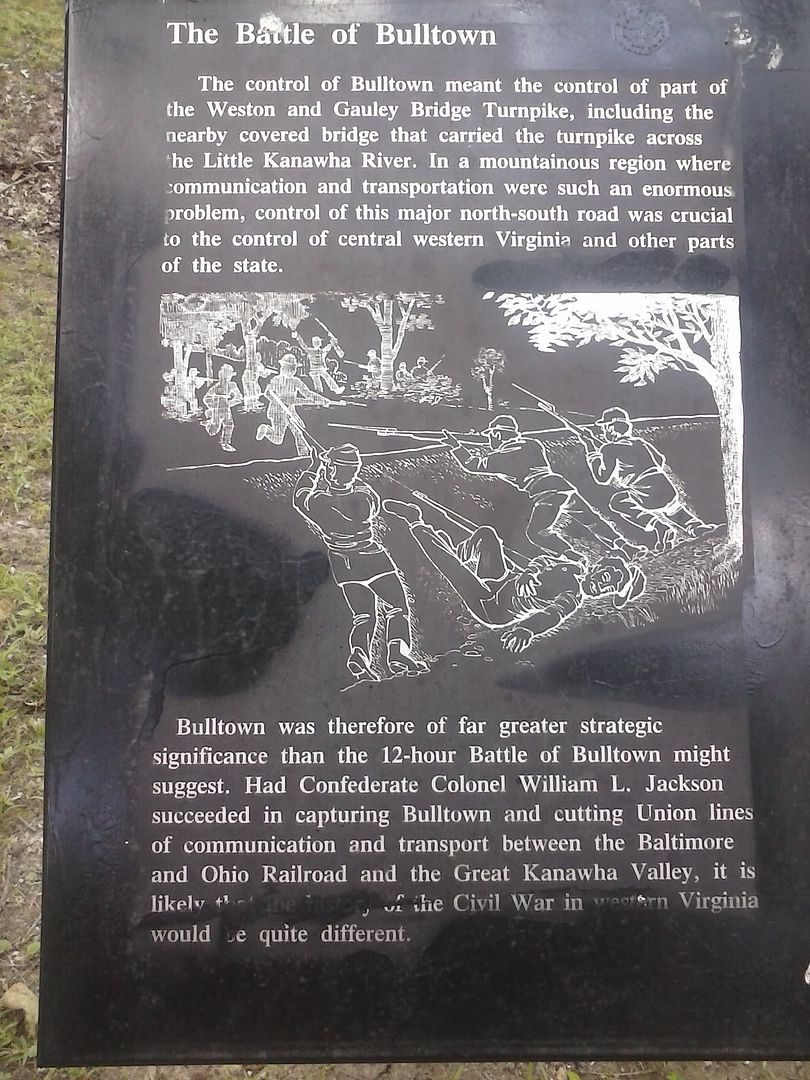 The Battle of Bulltown
The control of Bulltown meant the control of part of
the Weston and Gauley Bridge Turnpike, including the
nearby covered bridge that carried the turnpike across
the Little Kanawha River. In a mountainous region where
communication and transportation were such an enormous
problem, control of this major north-south road was crucial
to the control of central western Virginia and other parts
of the state.
Bulltown was therefore of far greater strategic
significance than the 12-hour Battle of Bulltown might
suggest. Had Confederate Colonel William L. Jackson
succeeded in capturing Bulltown and cutting Union lines
of communication and transport between the Baltimore
and Ohio Railroad and the Great Kanawha Valley, it is
likely that the history of the Civil War in western Virginia
would be quite different.